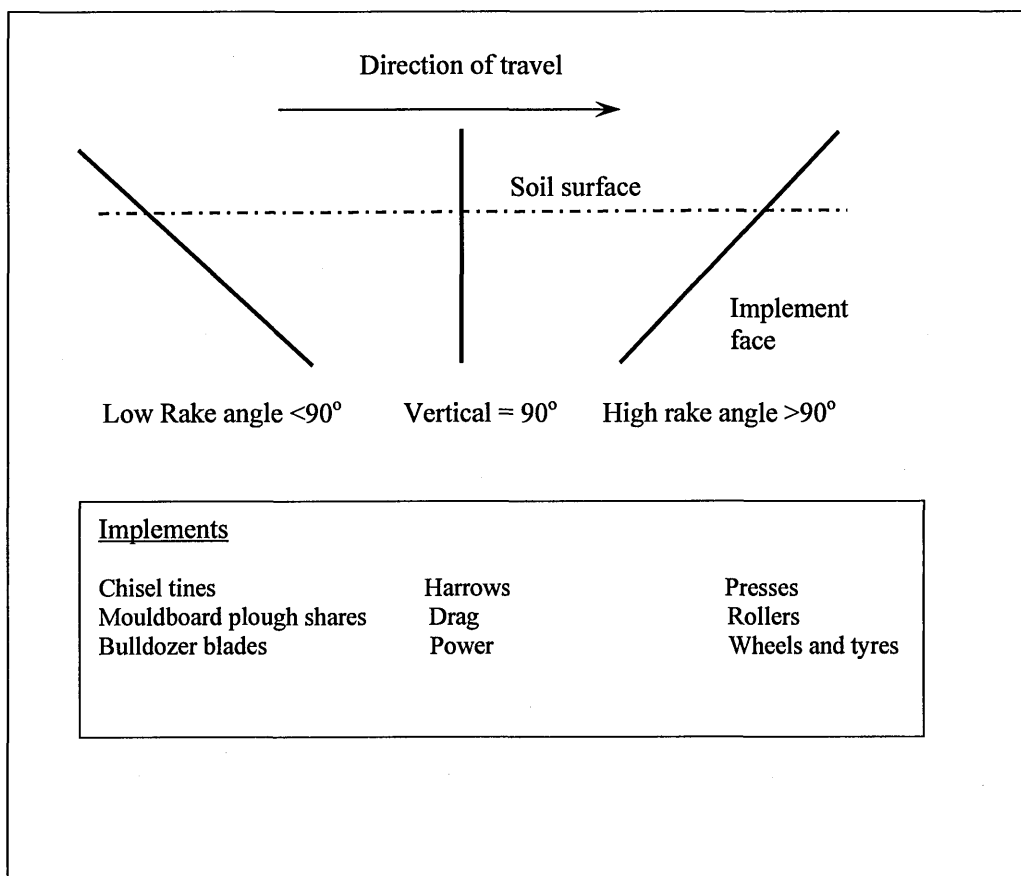 Direction of travel
Soil surface
Implement
face
Low Rake angle <90°
Vertical = 90°
High rake angle >90°
Implements
Chisel tines
Harrows
Presses
Mouldboard plough shares
Drag
Rollers
Bulldozer blades
Power
Wheels and tyres